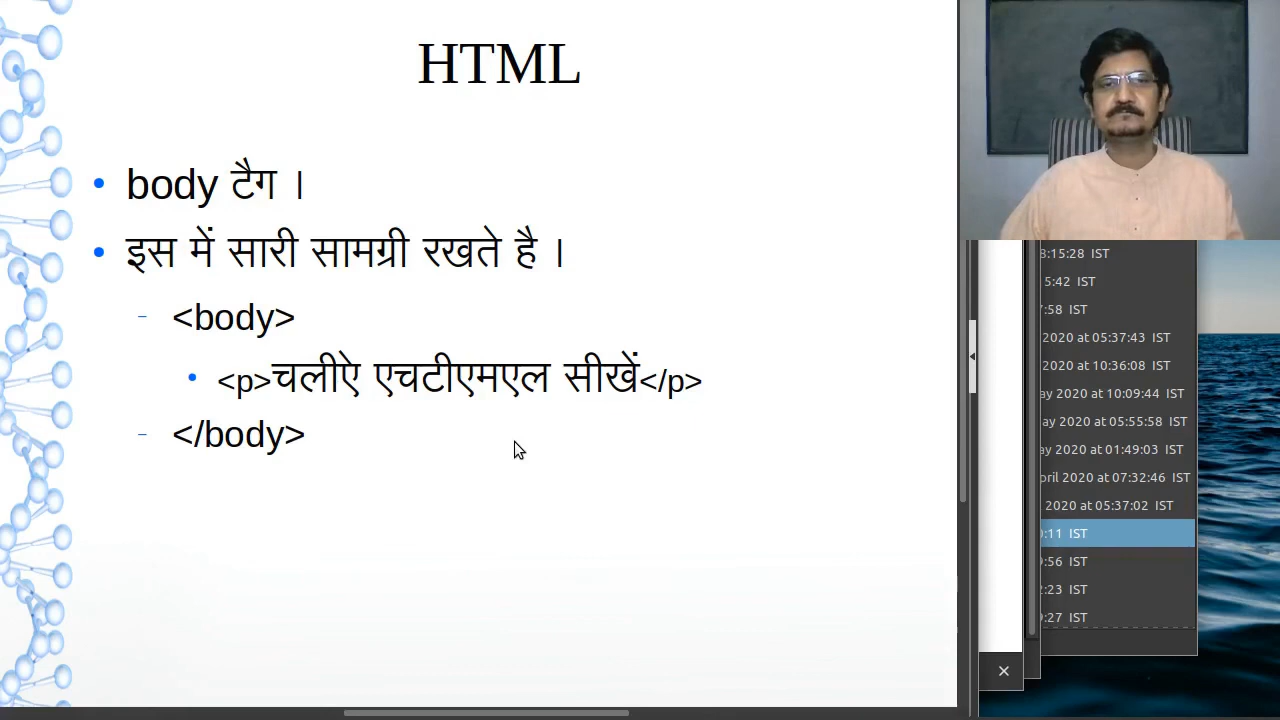 HTML
body टैग ।
इस में सारी सामग्री रखते है ।
<body>
<p>चलीऐ एचटीएमएल सीखें</p>
</body>
8:15:28 IST
5:42 IST
:58 IST
2020 at 05:37:43 IST
2020 at 10:36:08 IST
ay 2020 at 10:09:44 IST
ay 2020 at 05:55:58 IST
ay 2020 at 01:49:03 IST
pril 2020 at 07:32:46 IST
2020 at 05:37:02 IST
:11 IST
:56 IST
:23 IST
:27 IST